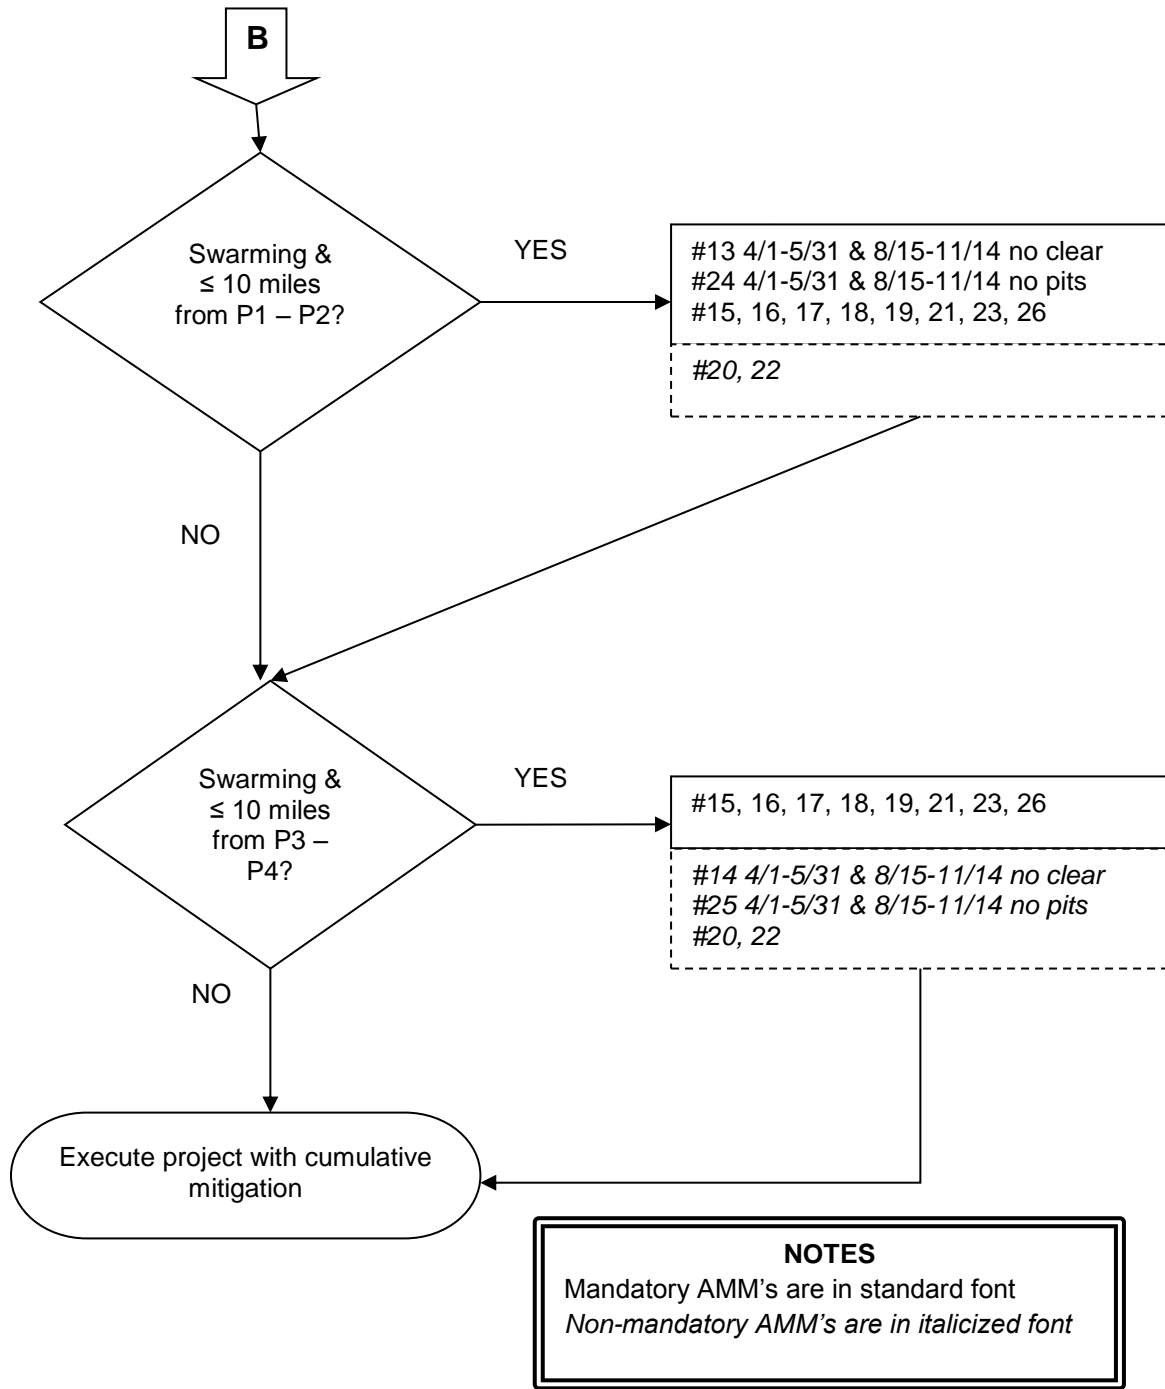 B
Swarming &
≤ 10 miles
from P1 – P2?
YES
#13 4/1-5/31 & 8/15-11/14 no clear
#24 4/1-5/31 & 8/15-11/14 no pits
#15, 16, 17, 18, 19, 21, 23, 26
#20, 22
NO
Swarming &
≤ 10 miles
from P3 –
P4?
YES
#15, 16, 17, 18, 19, 21, 23, 26
#14 4/1-5/31 & 8/15-11/14 no clear
#25 4/1-5/31 & 8/15-11/14 no pits
#20, 22
NO
Execute project with cumulative
mitigation
NOTES
Mandatory AMM's are in standard font
Non-mandatory AMM's are in italicized font